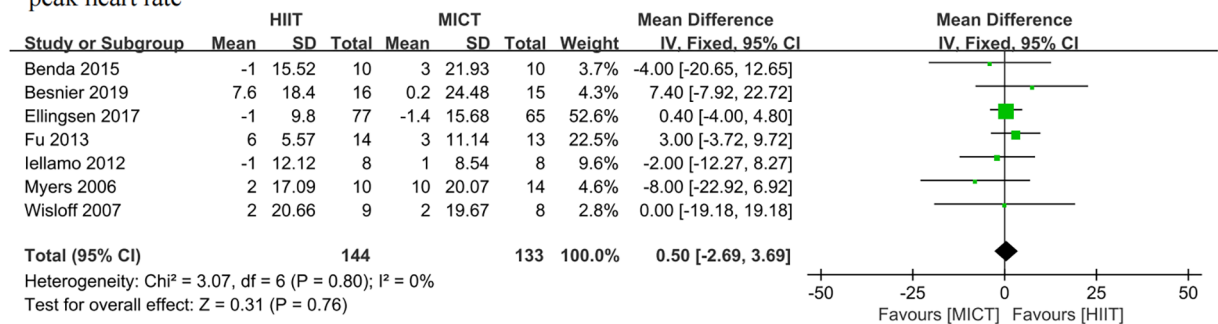 peak heart rate
HIIT MICT Mean Difference Mean Difference
Study or Subgroup Mean SD Total Mean SD Total Weight IV, Fixed, 95% CI IV, Fixed, 95% CI
Benda 2015 -1 15.52 10 3 21.93 10 3.7% -4.00 [-20.65, 12.65]
Besnier 2019 7.6 18.4 16 0.2 24.48 15 4.3% 7.40 [-7.92, 22.72]
Ellingsen 2017 -1 9.8 77 -1.4 15.68 65 52.6% 0.40 [-4.00, 4.80]
Fu 2013 6 5.57 14 3 11.14 13 22.5% 3.00 [-3.72, 9.72]
Iellamo 2012 -1 12.12 8 1 8.54 8 9.6% -2.00 [-12.27, 8.27]
Myers 2006 2 17.09 10 10 20.07 14 4.6% -8.00 [-22.92, 6.92]
Wisloff 2007 2 20.66 9 2 19.67 8 2.8% 0.00 [-19.18, 19.18]
Total (95% CI) 144 133 100.0% 0.50 [-2.69, 3.69]
Heterogeneity: Chi² = 3.07, df = 6 (P = 0.80); I² = 0%
Test for overall effect: Z = 0.31 (P = 0.76)
-50 -25 0 25 50
Favours [MICT] Favours [HIIT]